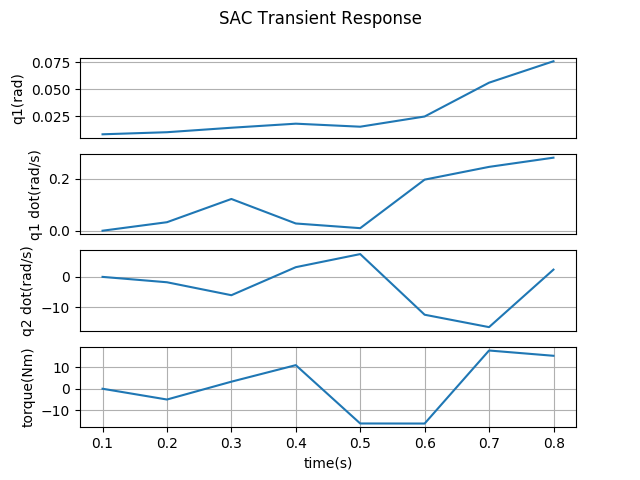 SAC Transient Response
0.075
0.050
0.025
q1(rad)
0.2
0.0
q1 dot(rad/s)
0
−10
q2 dot(rad/s)
10
0
−10
torque(Nm)
0.1 0.2 0.3 0.4 0.5 0.6 0.7 0.8
time(s)